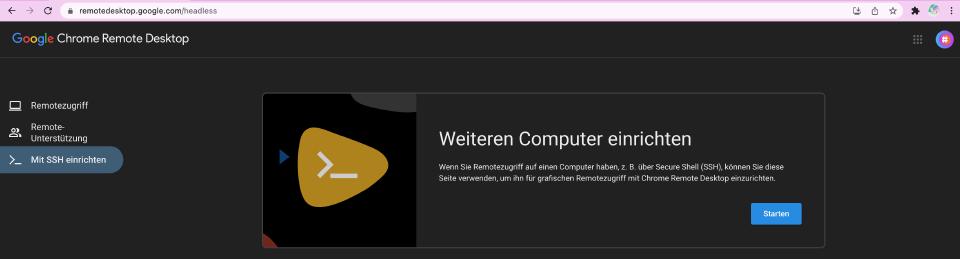 remotedesktop.google.com/headless
Google Chrome Remote Desktop
Remotezugriff
Remote-
Unterstützung
Mit SSH einrichten
Weiteren Computer einrichten
Wenn Sie Remotezugriff auf einen Computer haben, z. B. über Secure Shell (SSH), können Sie diese
Seite verwenden, um ihn für grafischen Remotezugriff mit Chrome Remote Desktop einzurichten.
Starten